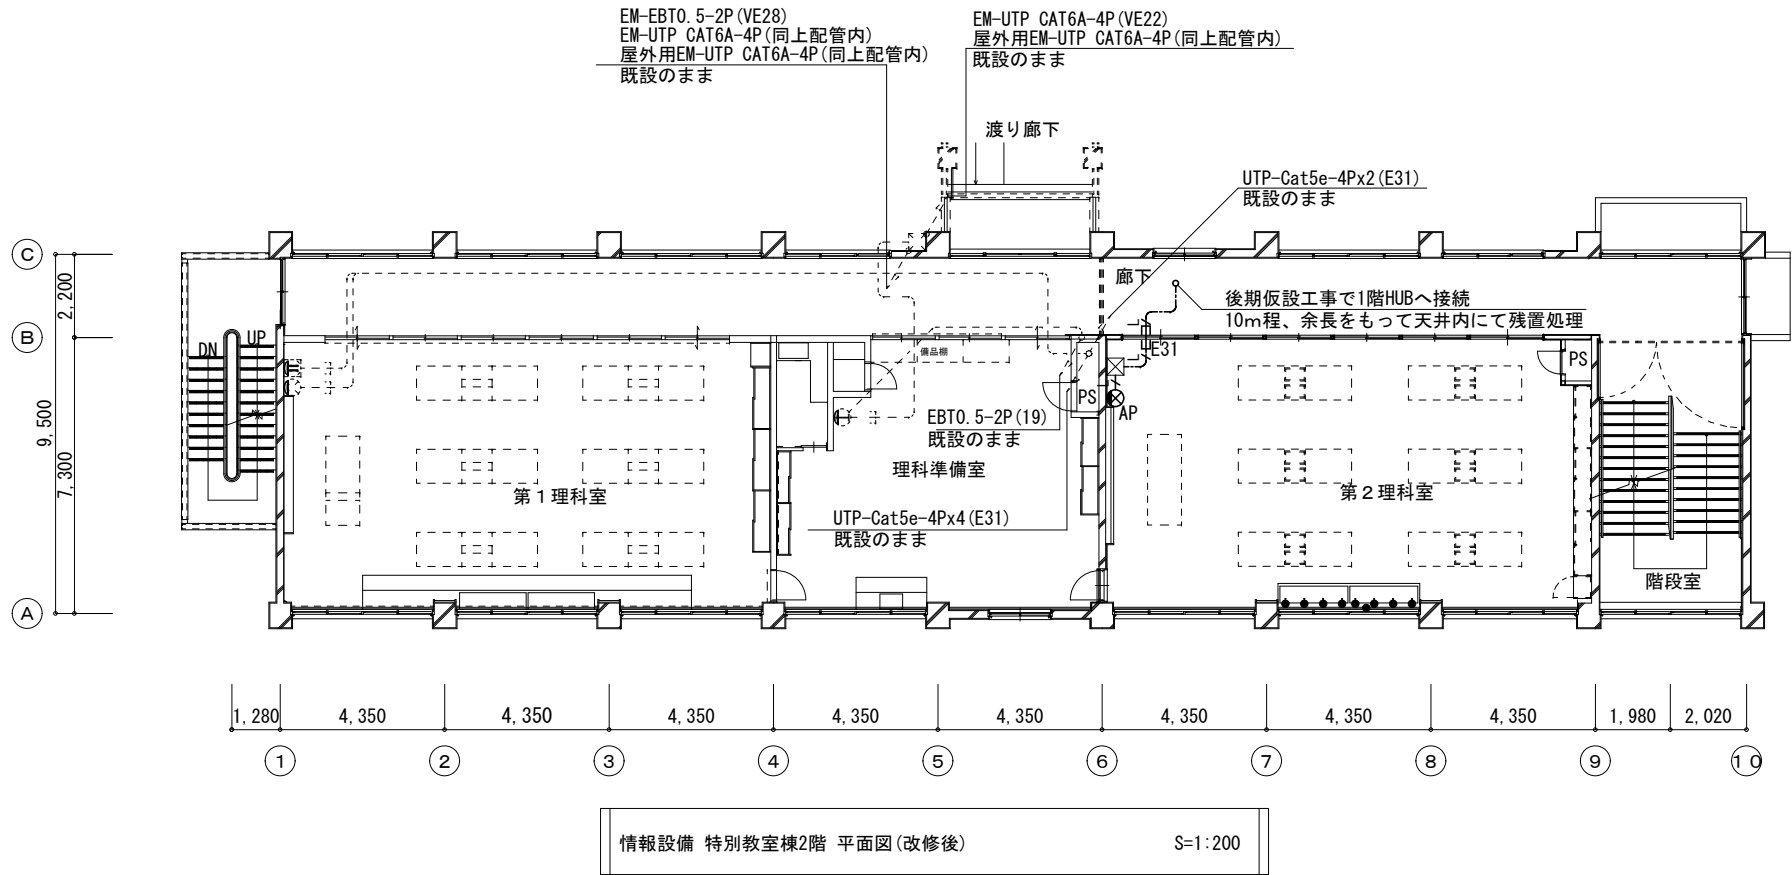 EM-EBT0.5-2P(VE28)
EM-UTP CAT6A-4P(同上配管内)
屋外用EM-UTP CAT6A-4P(同上配管内)
既設のまま
EM-UTP CAT6A-4P(VE22)
屋外用EM-UTP CAT6A-4P(同上配管内)
既設のまま
渡り廊下
UTP-Cat5e-4Px2(E31)
既設のまま
C
2,200
廊下
後期仮設工事で1階HUBへ接続
10m程、余長をもって天井内にて残置処理
B
DN
UP
備品棚
E31
PS
PS
AP
9,500
7,300
EBT0.5-2P(19)
既設のまま
理科準備室
第1理科室
第2理科室
UTP-Cat5e-4Px4(E31)
既設のまま
階段室
A
1,280
4,350
4,350
4,350
4,350
4,350
4,350
4,350
4,350
1,980
2,020
1
2
3
4
5
6
7
8
9
10
情報設備 特別教室棟2階 平面図(改修後)
S=1:200